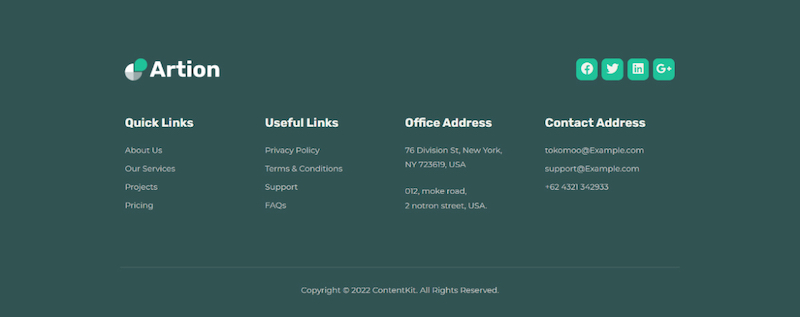 Artion
Quick Links
About Us
Our Services
Projects
Pricing
Useful Links
Privacy Policy
Terms & Conditions
Support
FAQs
Office Address
76 Division St, New York,
NY 723619, USA
012, moke road,
2 notron street, USA.
Contact Address
tokomoo@Example.com
support@Example.com
+62 4321 342933
Copyright © 2022 ContentKit. All Rights Reserved.